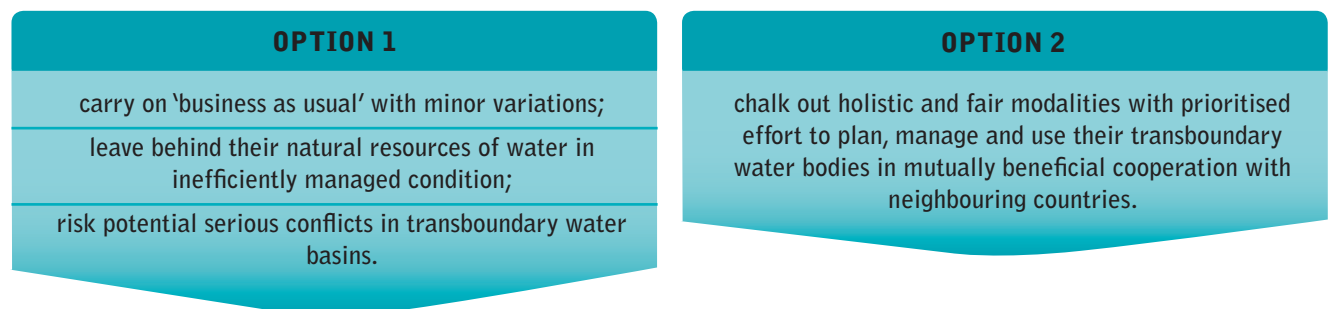 OPTION 1
carry on ‘business as usual’ with minor variations;
leave behind their natural resources of water in
inefficiently managed condition;
risk potential serious conflicts in transboundary water
basins.
OPTION 2
chalk out holistic and fair modalities with prioritised
effort to plan, manage and use their transboundary
water bodies in mutually beneficial cooperation with
neighbouring countries.